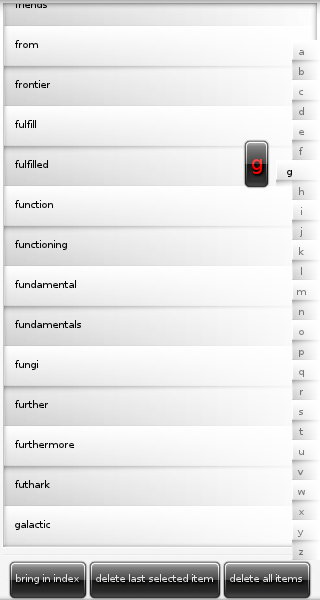 friends
from
frontier
fulfill
fulfilled
function
functioning
fundamental
fundamentals
fungi
further
furthermore
futhark
galactic
g
a
b
c
d
e
f
g
h
i
j
k
l
m
n
o
p
q
r
s
t
u
v
w
x
y
z
bring in index
delete last selected item
delete all items